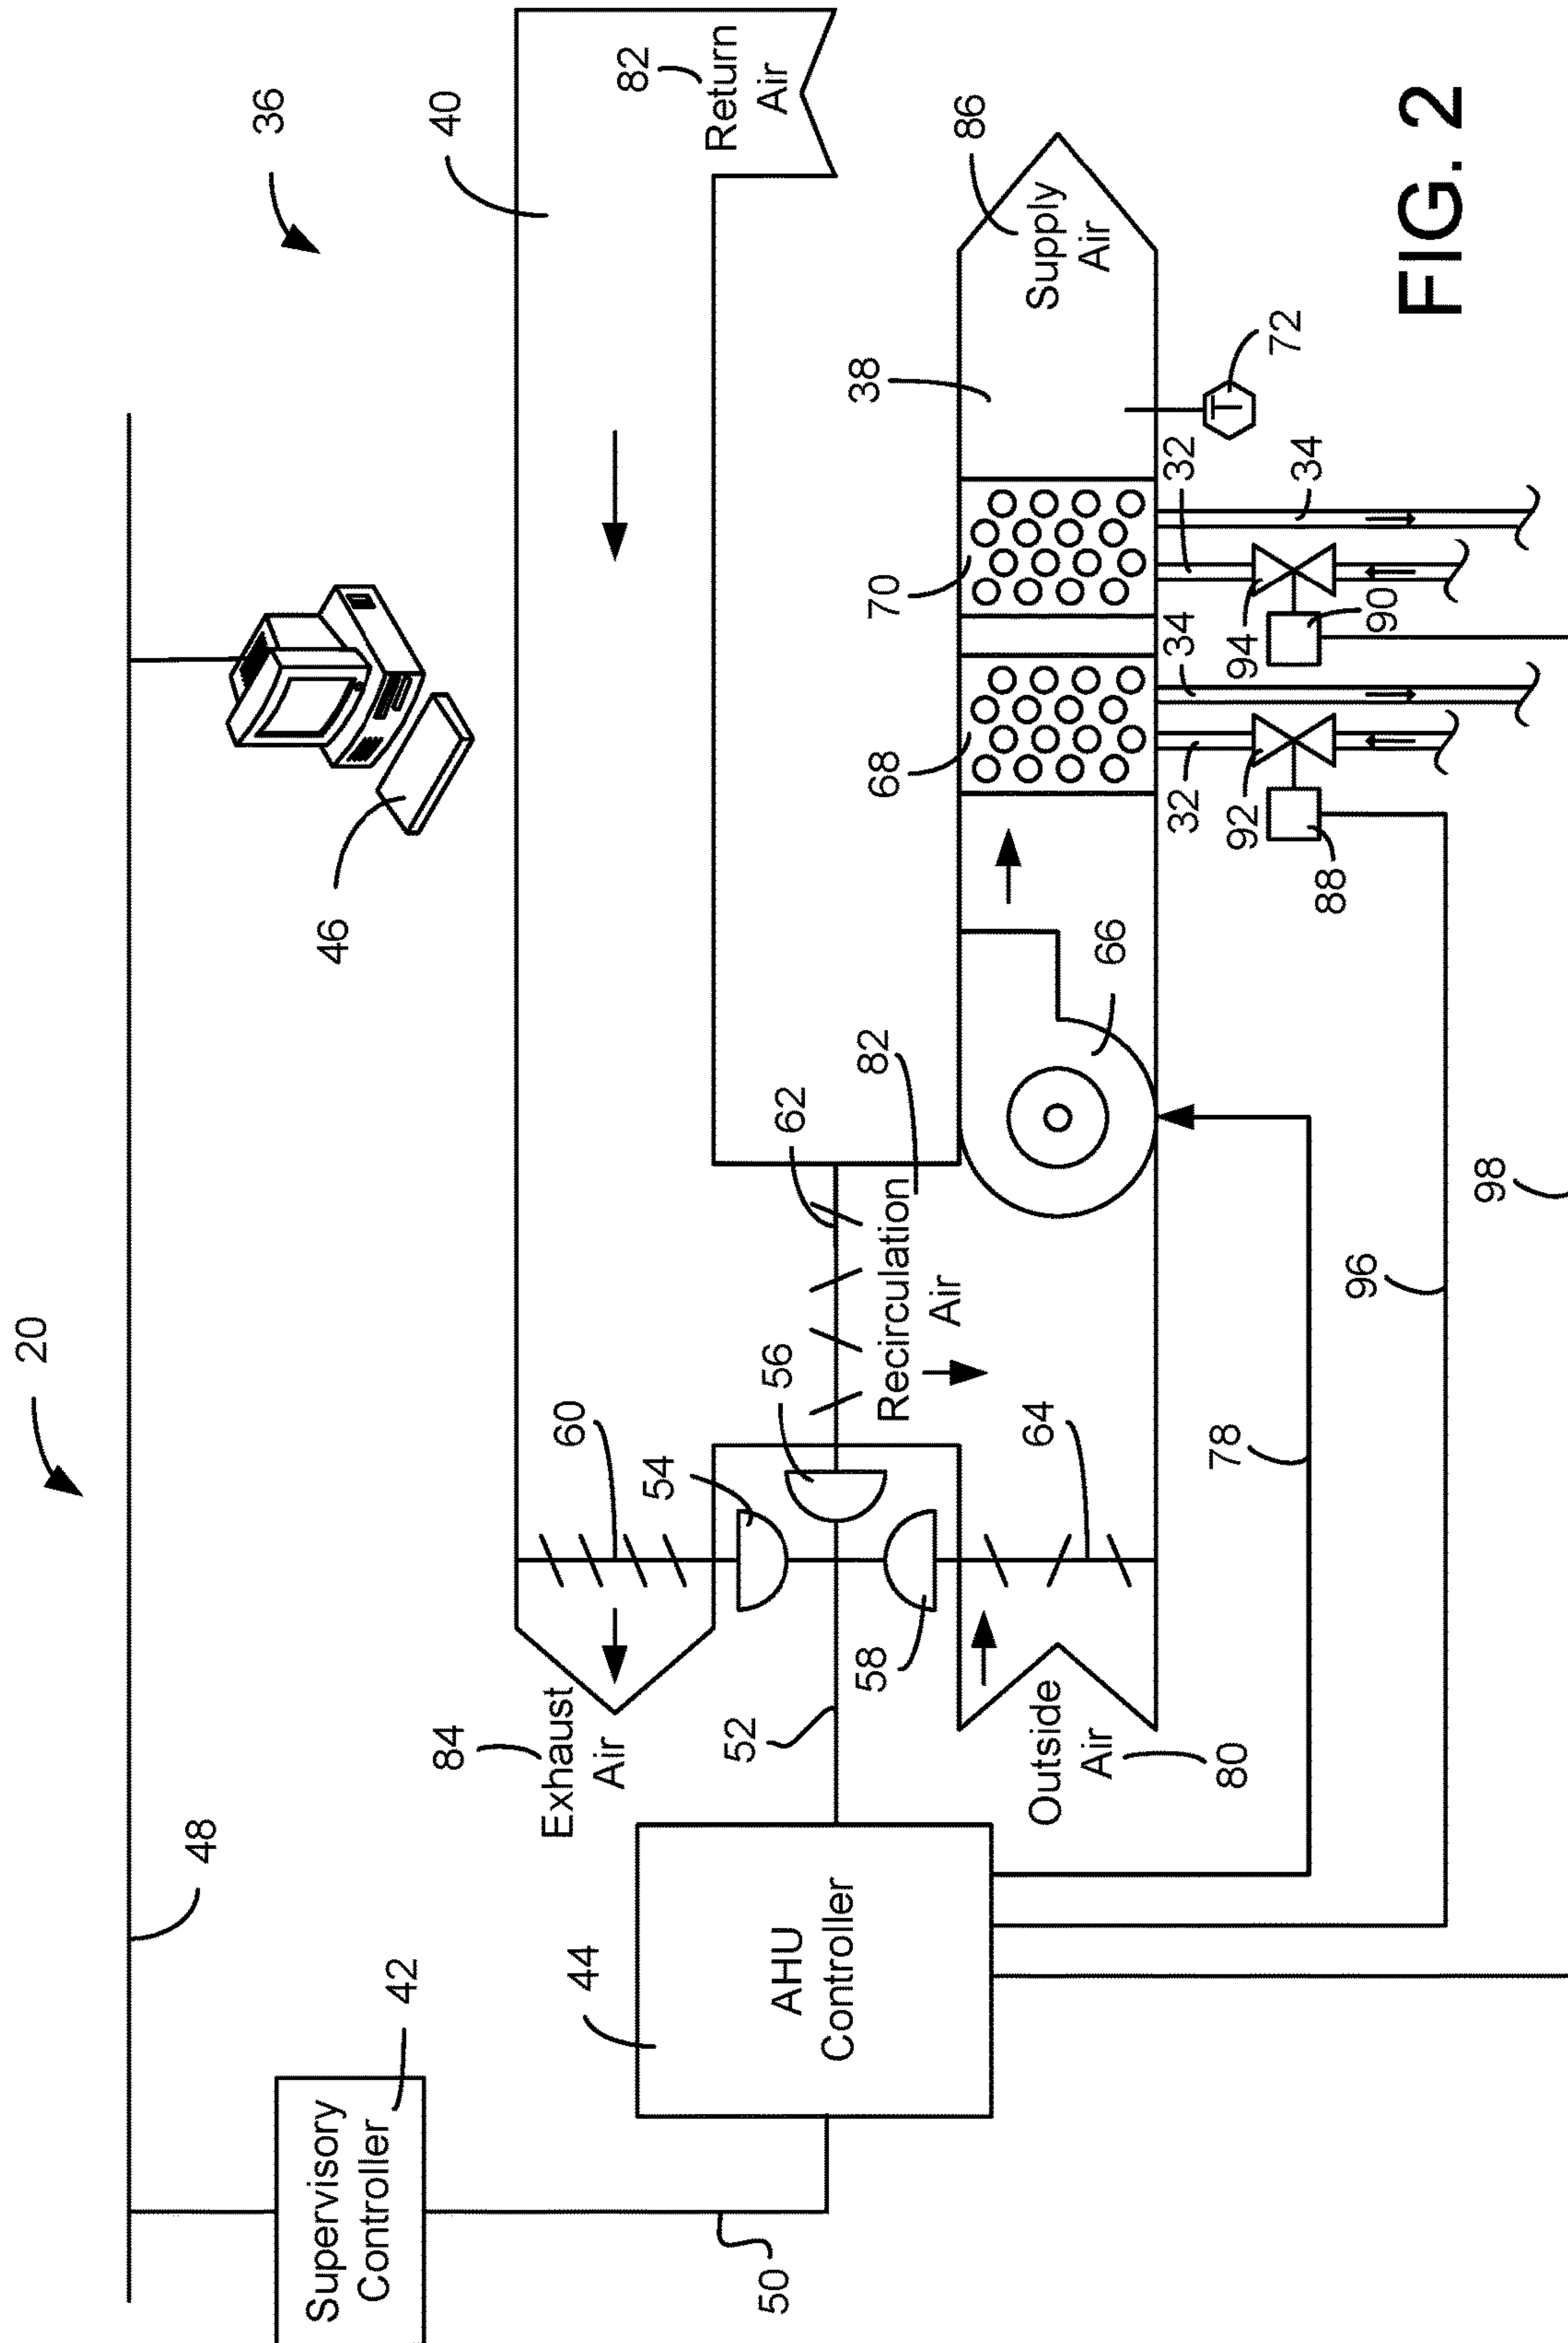 20
36
48
46
40
Supervisory
Controller
42
50
44
AHU
Controller
84
Exhaust
Air
60
54
56
62
52
58
Recirculation
Air
82
82
Return
Air
Outside
Air
80
64
66
68
70
38
Supply
Air
86
78
32
34
32
34
72
92
94
88
90
96
98
FIG. 2